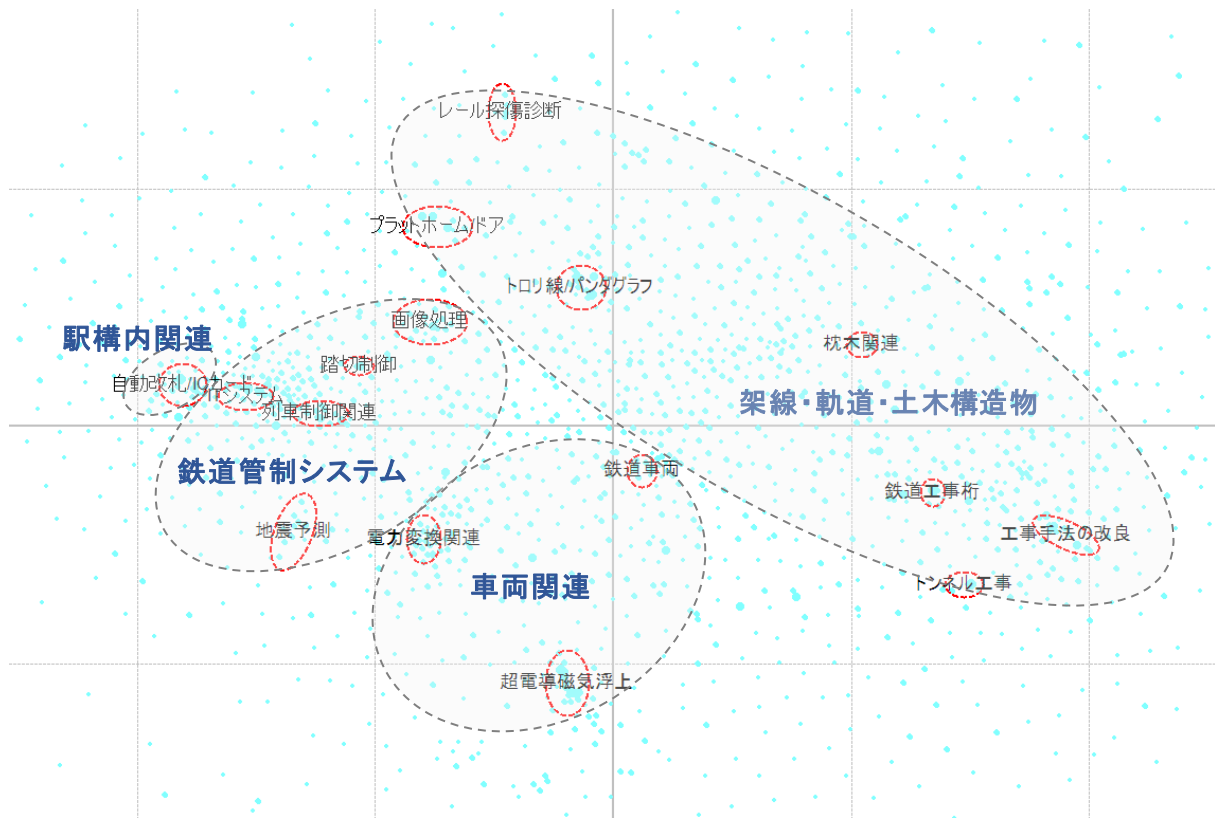 レール探傷診断
プラットホーム/ドア
トロリ線/パンタグラフ
画像処理
駅構内関連
枕木関連
踏切制御
自動改札/ICカード
ITシステム
架線・軌道・土木構造物
列車制御関連
鉄道管制システム
鉄道車両
鉄道工事桁
地震予測
電力変換関連
工事手法の改良
車両関連
トンネル工事
超電導磁気浮上